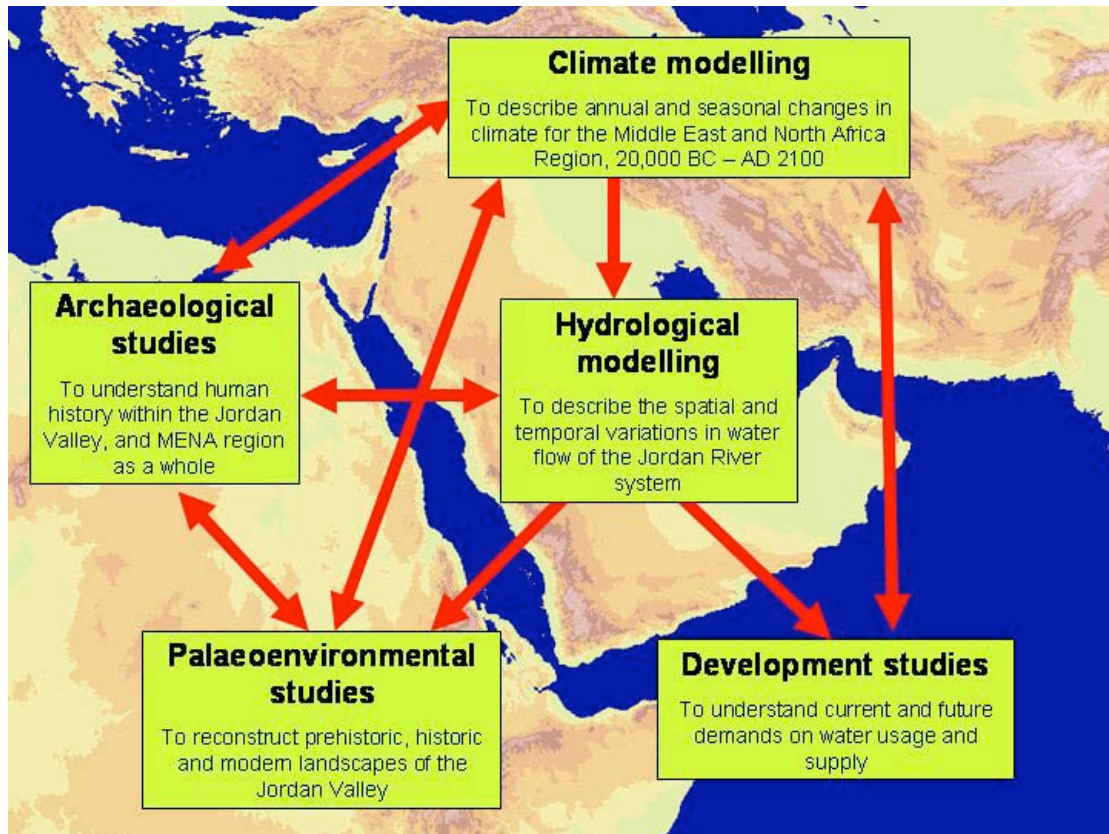 Climate modelling
To describe annual and seasonal changes in
climate for the Middle East and North Africa
Region, 20,000 BC – AD 2100
Archaeological
studies
To understand human
history within the Jordan
Valley, and MENA region
as a whole
Hydrological
modelling
To describe the spatial and
temporal variations in water
flow of the Jordan River
system
Palaeoenvironmental
studies
To reconstruct prehistoric, historic
and modern landscapes of the
Jordan Valley
Development studies
To understand current and future
demands on water usage and
supply